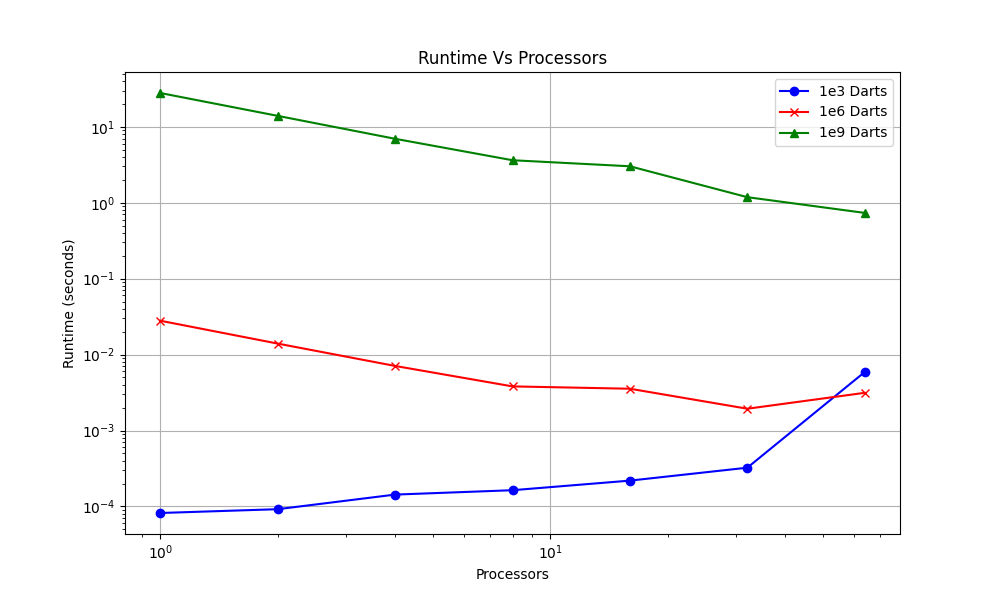 Runtime Vs Processors
1e3 Darts
1e6 Darts
1e9 Darts
Runtime (seconds)
10¹
10⁰
10⁻¹
10⁻²
10⁻³
10⁻⁴
10⁰
10¹
Processors